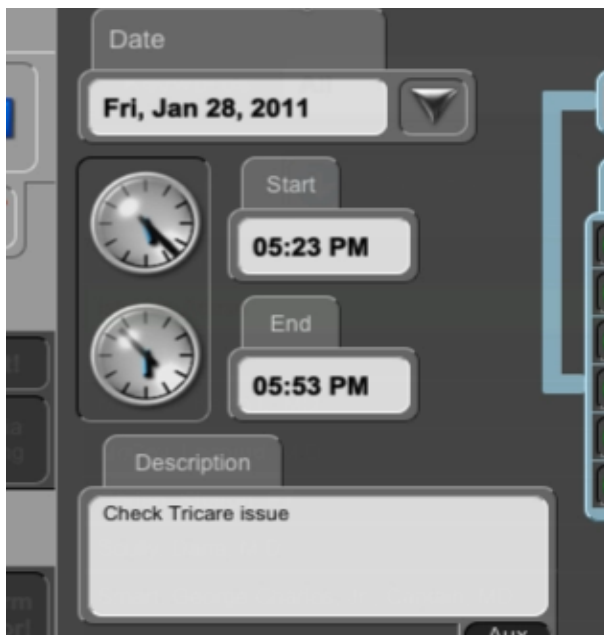 Date
Fri, Jan 28, 2011
Start
05:23 PM
End
05:53 PM
Description
Check Tricare issue
Aux